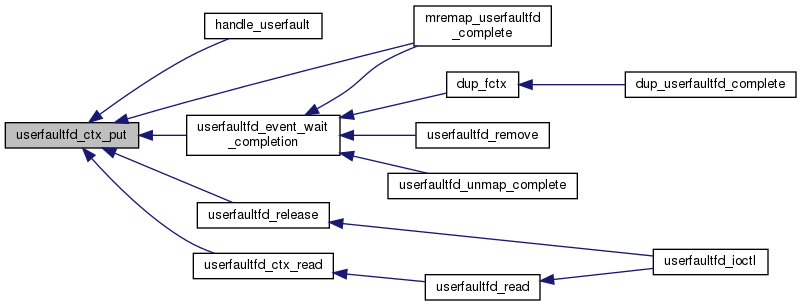 handle_userfault
mremap_userfaultfd
_complete
dup_fctx
dup_userfaultfd_complete
userfaultfd_ctx_put
userfaultfd_event_wait
_completion
userfaultfd_remove
userfaultfd_unmap_complete
userfaultfd_release
userfaultfd_ctx_read
userfaultfd_ioctl
userfaultfd_read